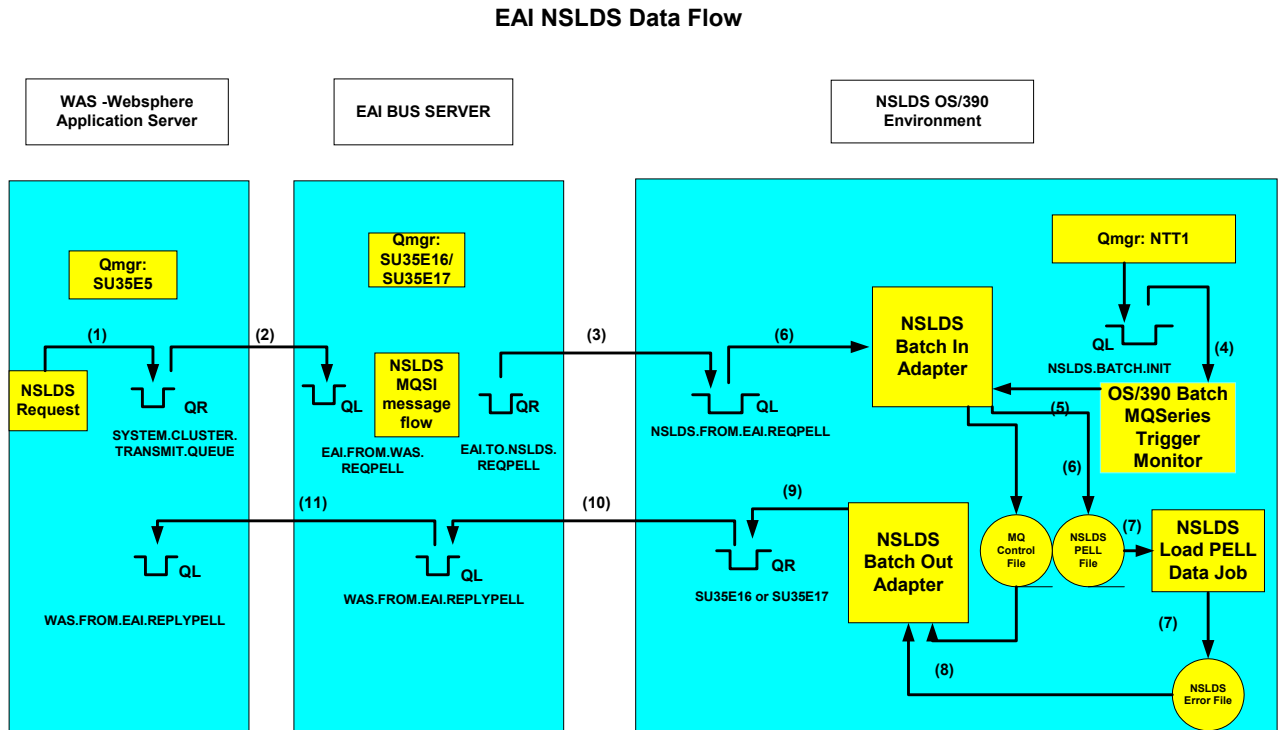 EAI NSLDS Data Flow
WAS -Websphere
Application Server
EAI BUS SERVER
NSLDS OS/390
Environment
Qmgr:
SU35E5
Qmgr:
SU35E16/
SU35E17
Qmgr: NTT1
(1)
(2)
(3)
(6)
(4)
NSLDS
Request
QR
SYSTEM.CLUSTER.
TRANSMIT.QUEUE
QL
EAI.FROM.WAS.
REQPELL
NSLDS
MQSI
message
flow
QR
EAI.TO.NSLDS.
REQPELL
QL
NSLDS.FROM.EAI.REQPELL
NSLDS
Batch In
Adapter
QL
NSLDS.BATCH.INIT
OS/390 Batch
MQSeries
Trigger
Monitor
(5)
(6)
(11)
(10)
(9)
QL
WAS.FROM.EAI.REPLYPELL
QL
WAS.FROM.EAI.REPLYPELL
QR
SU35E16 or SU35E17
NSLDS
Batch Out
Adapter
MQ
Control
File
NSLDS
PELL
File
(7)
NSLDS
Load PELL
Data Job
(7)
(8)
NSLDS
Error File